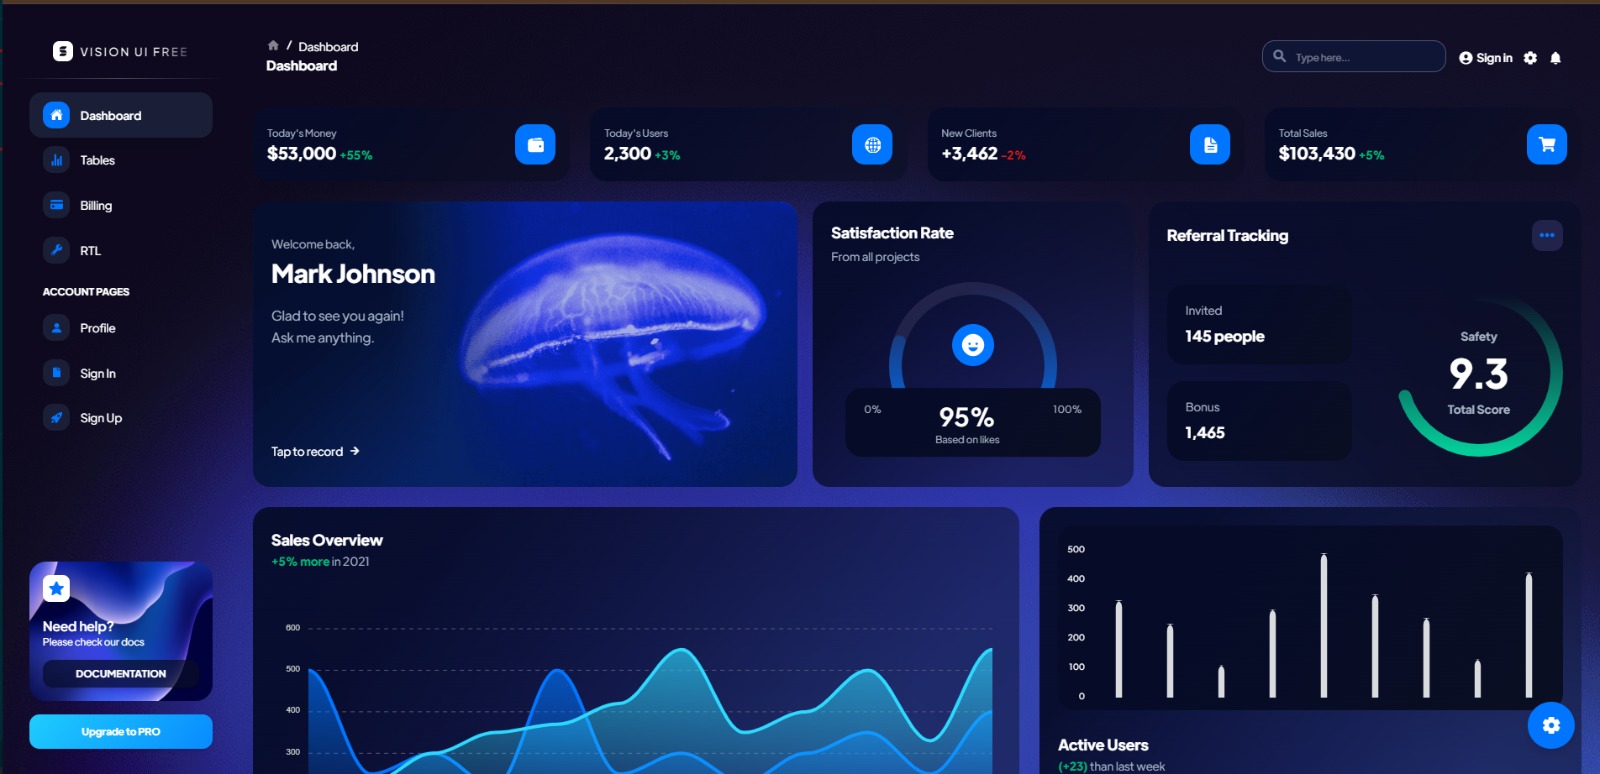 VISION UI FREE
Dashboard
Tables
Billing
RTL
ACCOUNT PAGES
Profile
Sign In
Sign Up
Need help?
Please check our docs
DOCUMENTATION
Upgrade to PRO
/ Dashboard
Dashboard
Type here...
Sign in
Today's Money
$53,000 +55%
Today's Users
2,300 +3%
New Clients
+3,462 -2%
Total Sales
$103,430 +5%
Welcome back,
Mark Johnson
Glad to see you again!
Ask me anything.
Tap to record
Satisfaction Rate
From all projects
0%
95%
100%
Based on likes
Referral Tracking
Invited
145 people
Bonus
1,465
Safety
9.3
Total Score
Sales Overview
+5% more in 2021
600
500
400
300
500
400
300
200
100
0
Active Users
(+23) than last week